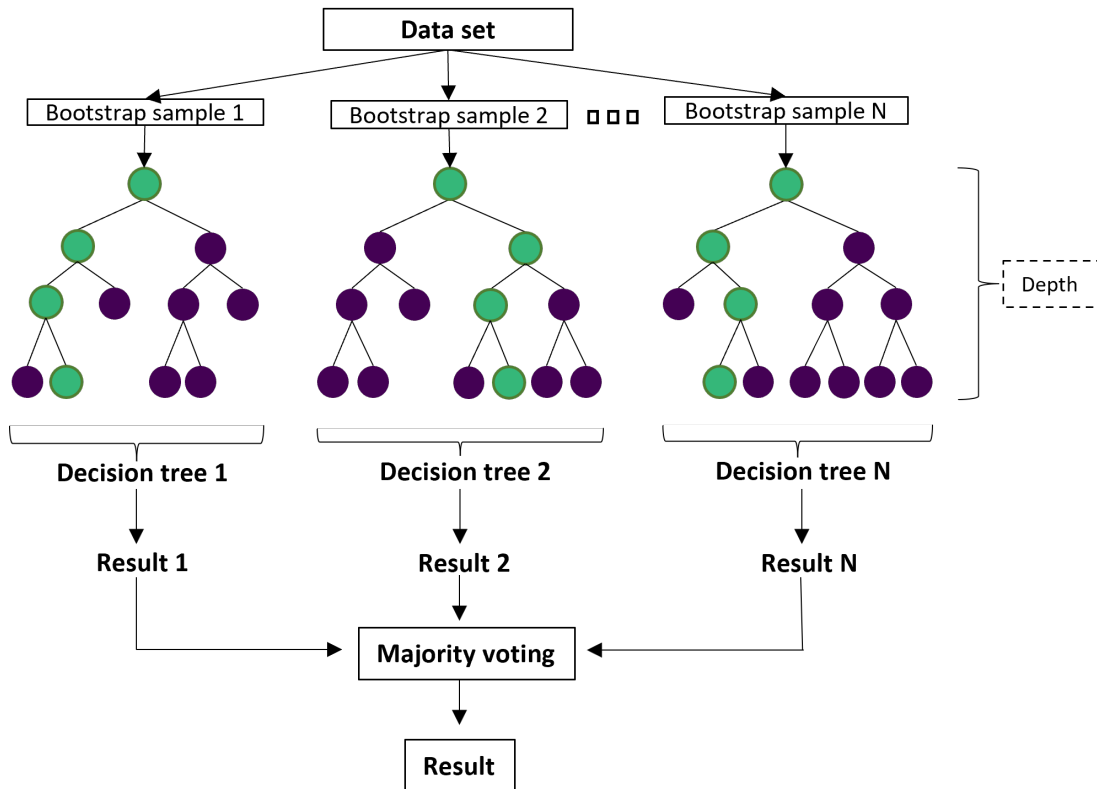 Data set
Bootstrap sample 1
Bootstrap sample 2
Bootstrap sample N
Depth
Decision tree 1
Decision tree 2
Decision tree N
Result 1
Result 2
Result N
Majority voting
Result